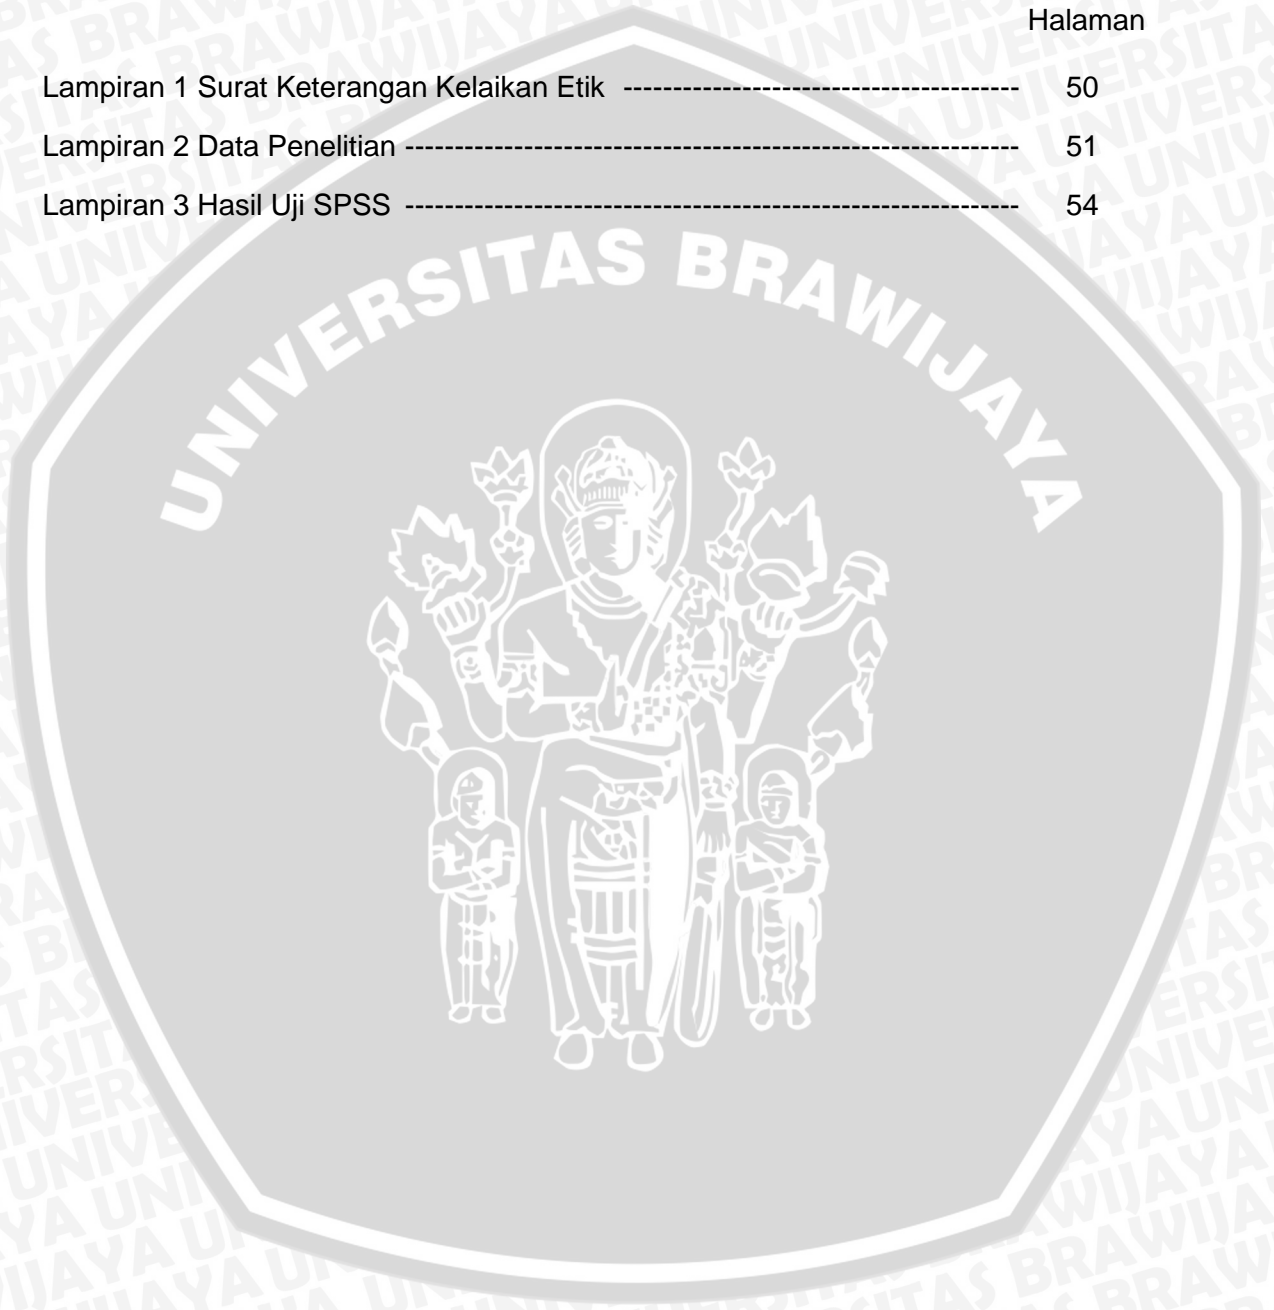 Halaman
Lampiran 1 Surat Keterangan Kelaikan Etik ---------------------------------------- 50
Lampiran 2 Data Penelitian -------------------------------------------------------------- 51
Lampiran 3 Hasil Uji SPSS -------------------------------------------------------------- 54
UNIVERSITAS BRAWIJAYA